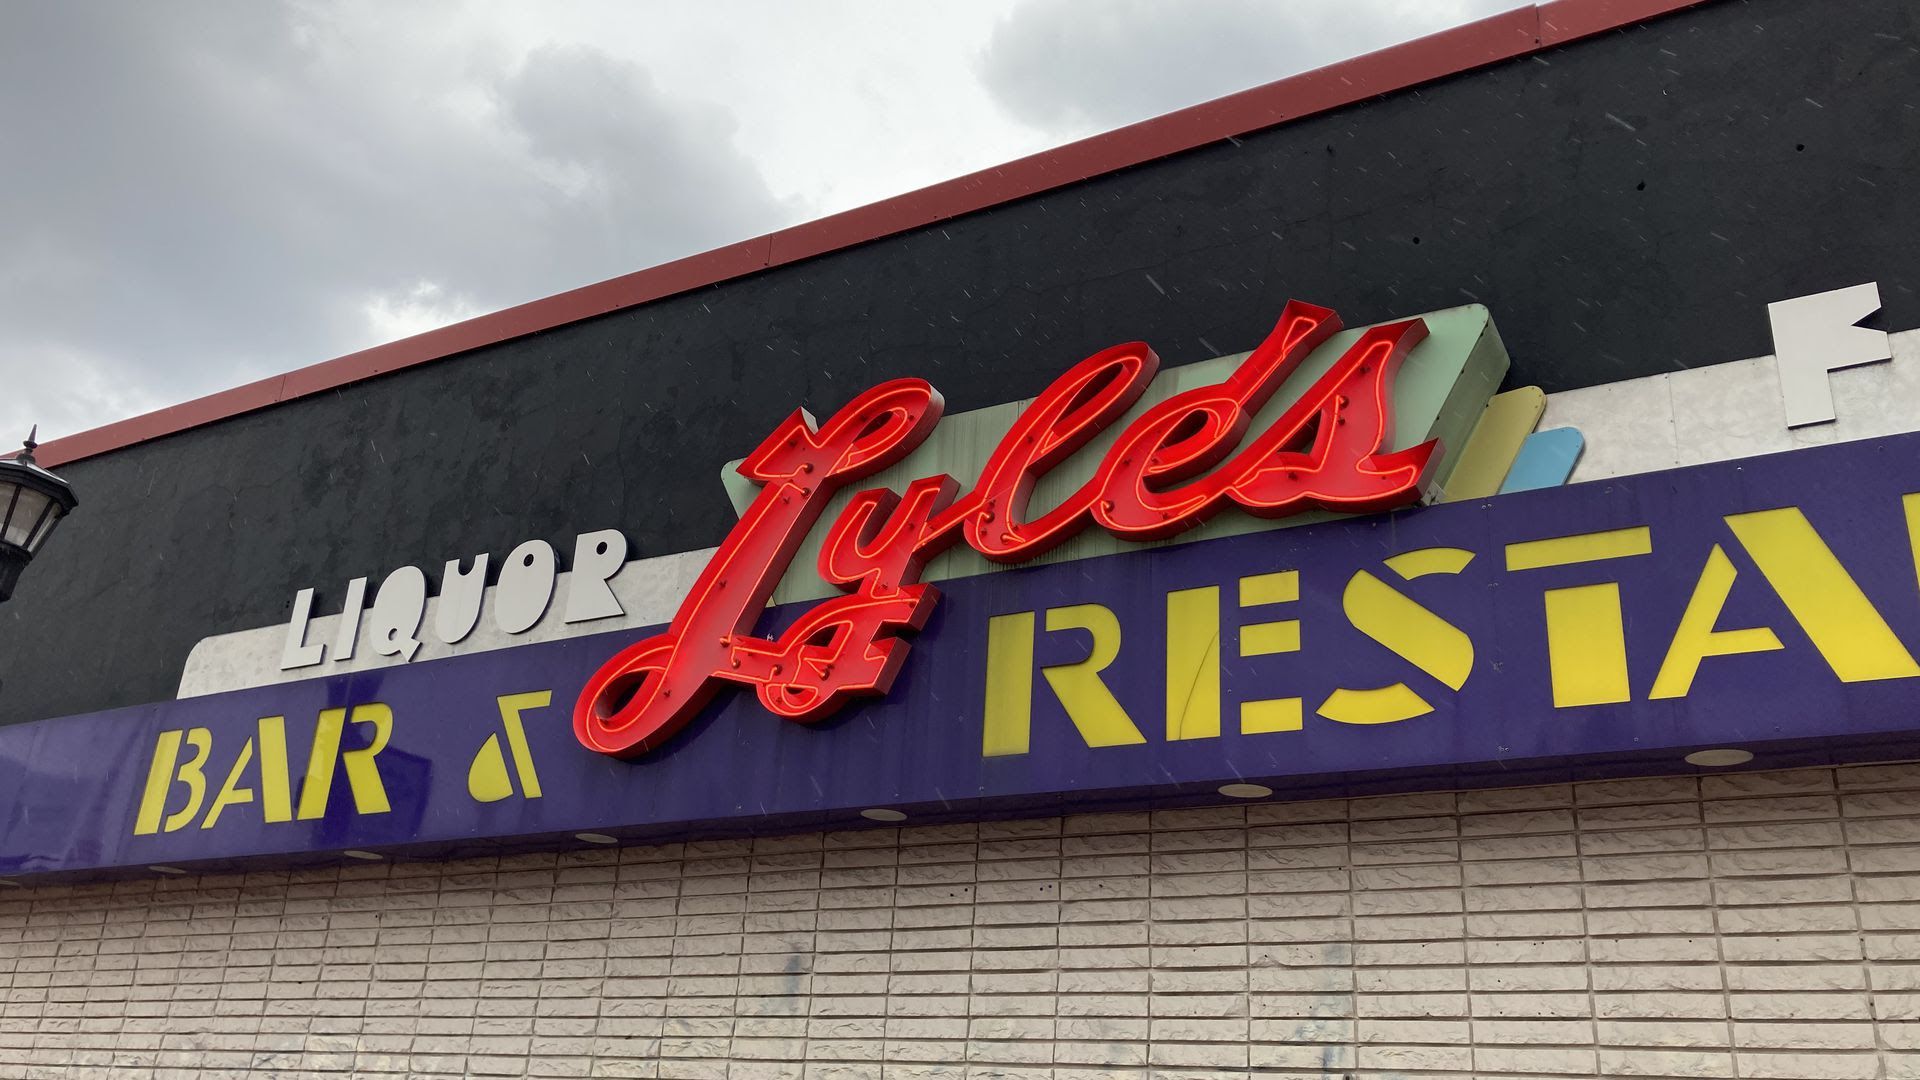 LIQUOR Lyle's F
BAR & RESTA